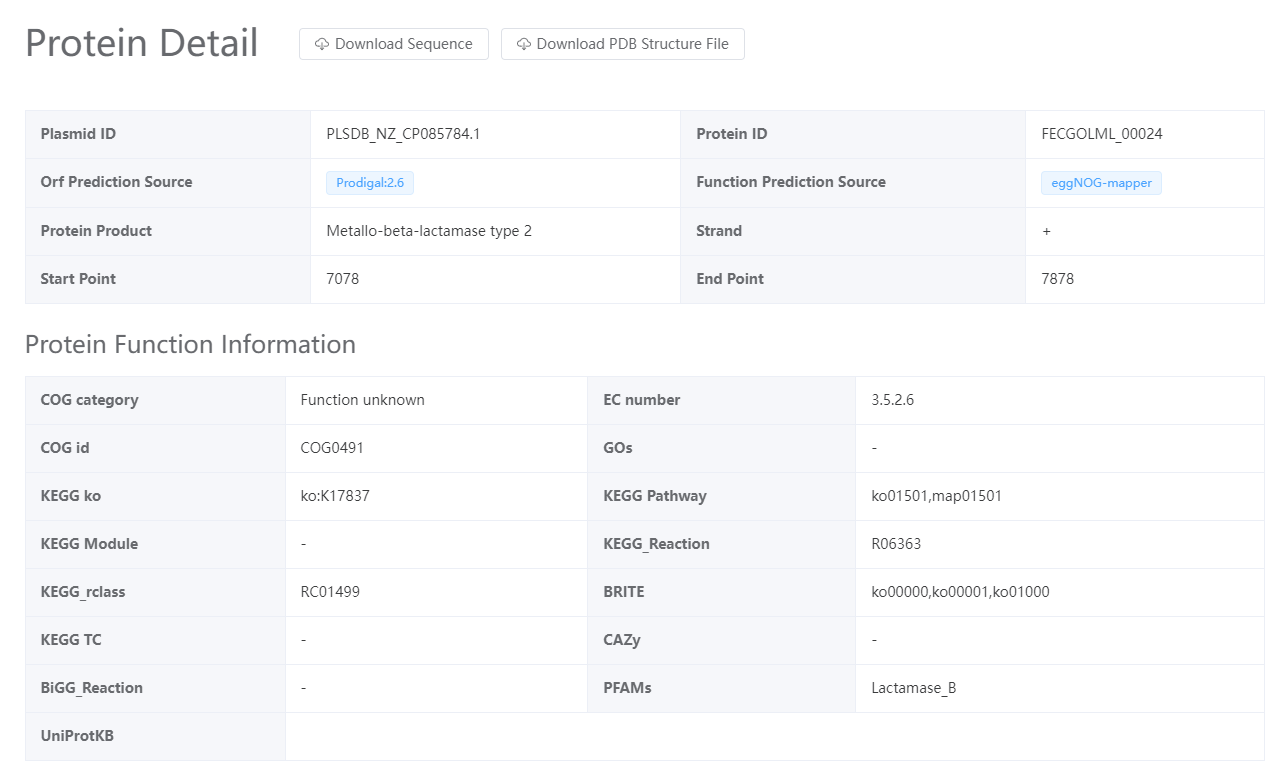 Protein Detail Download Sequence Download PDB Structure File
Plasmid ID PLSDB_NZ_CP085784.1 Protein ID FECGOLML_00024
Orf Prediction Source Prodigal:2.6 Function Prediction Source eggNOG-mapper
Protein Product Metallo-beta-lactamase type 2 Strand +
Start Point 7078 End Point 7878
Protein Function Information
COG category Function unknown EC number 3.5.2.6
COG id COG0491 GOs -
KEGG ko ko:K17837 KEGG Pathway ko01501,map01501
KEGG Module - KEGG_Reaction R06363
KEGG_rclass RC01499 BRITE ko00000,ko00001,ko01000
KEGG TC - CAZy -
BiGG_Reaction - PFAMs Lactamase_B
UniProtKB